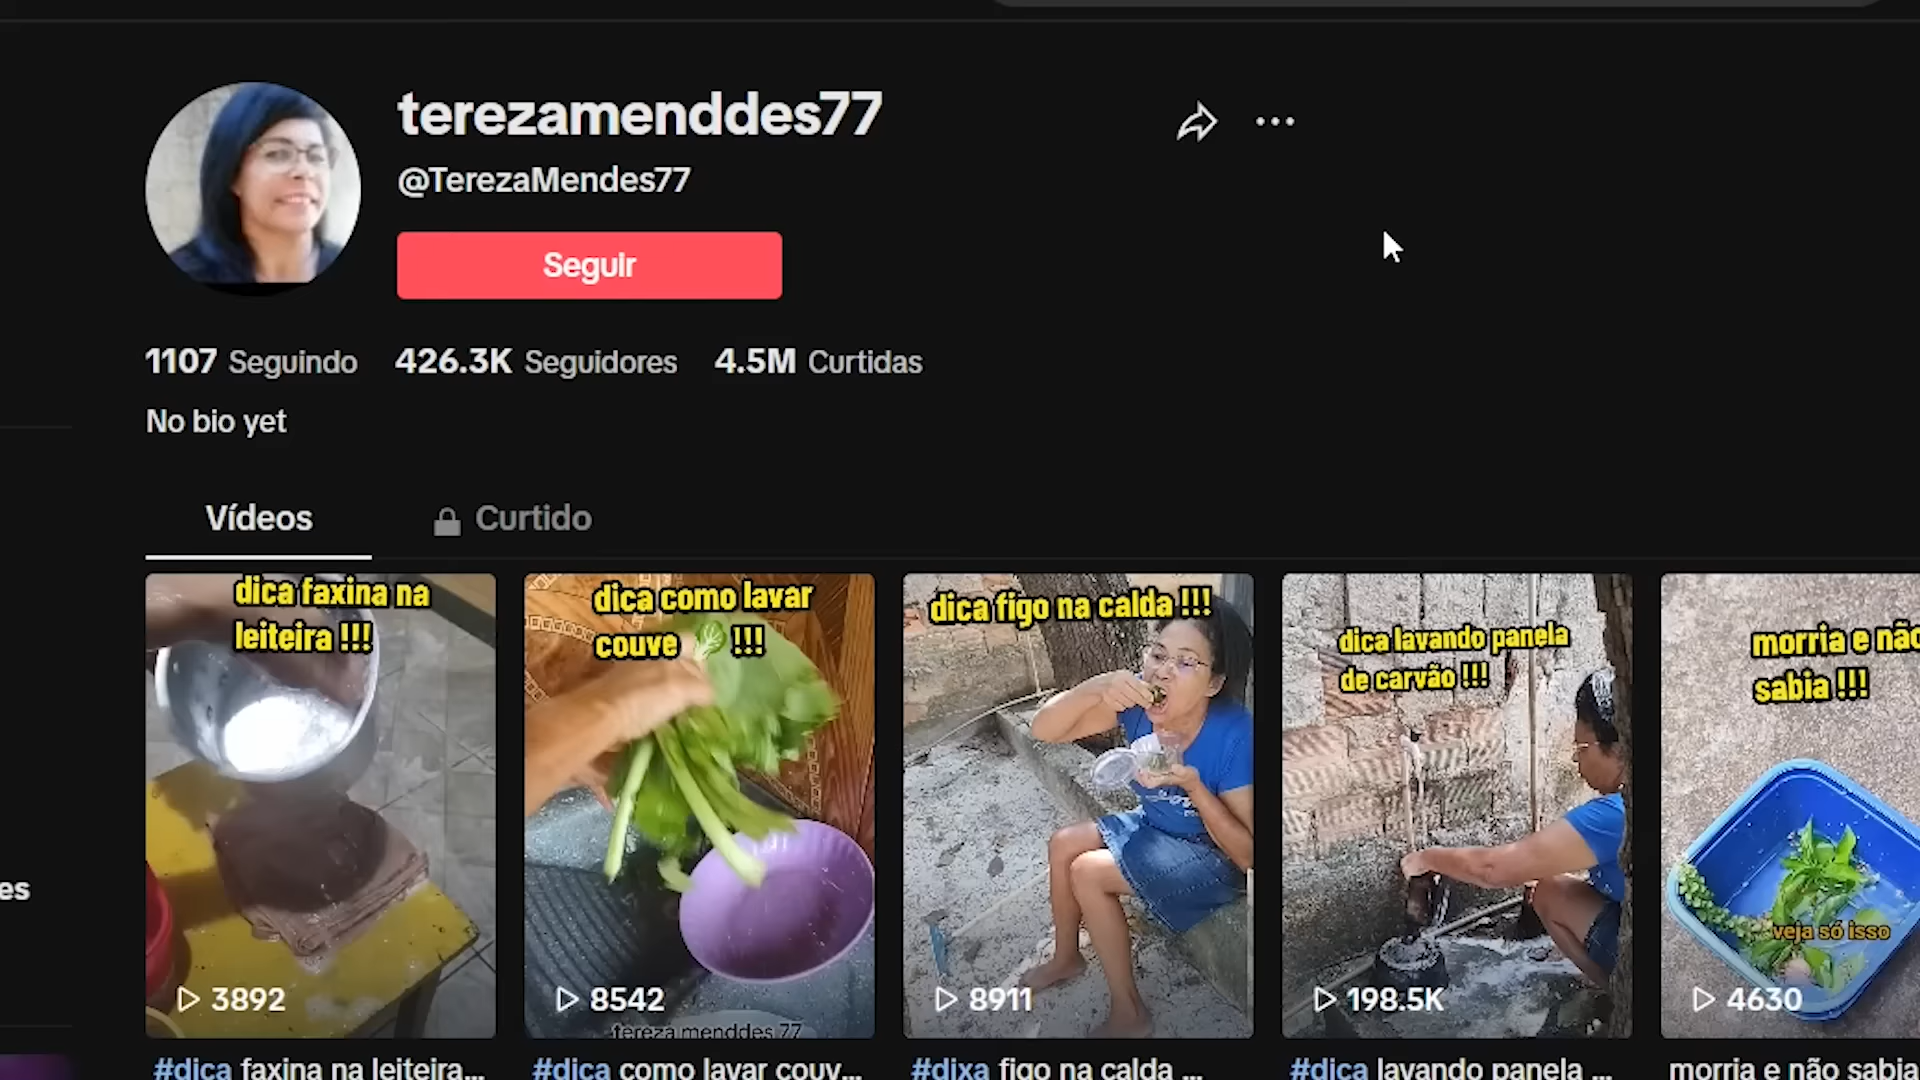 terezamenddes77
@TerezaMendes77
Seguir
1107 Seguindo 426.3K Seguidores 4.5M Curtidas
No bio yet
Vídeos Curtido
dica faxina na
leiteira !!!
3892
#dica faxina na leiteira...
dica como lavar
couve !!!
8542
tereza menddes 77
#dica como lavar couv...
dica figo na calda !!!
8911
#dixa figo na calda ...
dica lavando panela
de carvão !!!
198.5K
#dica lavando panela ...
morria e não
sabia !!!
veja só isso
4630
morria e não sabia
es